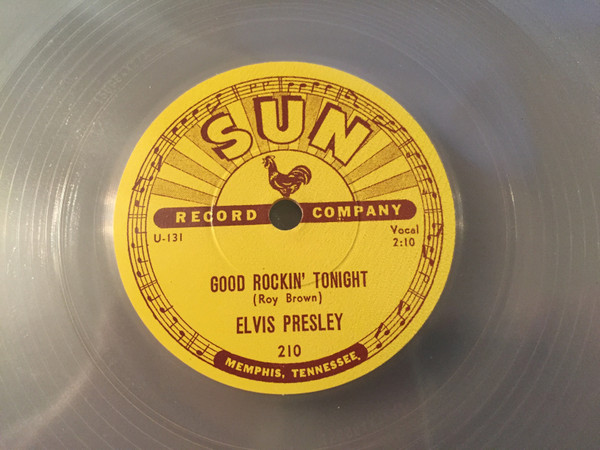 SUN
RECORD COMPANY
U-131
Vocal
2:10
GOOD ROCKIN' TONIGHT
(Roy Brown)
ELVIS PRESLEY
210
MEMPHIS, TENNESSEE